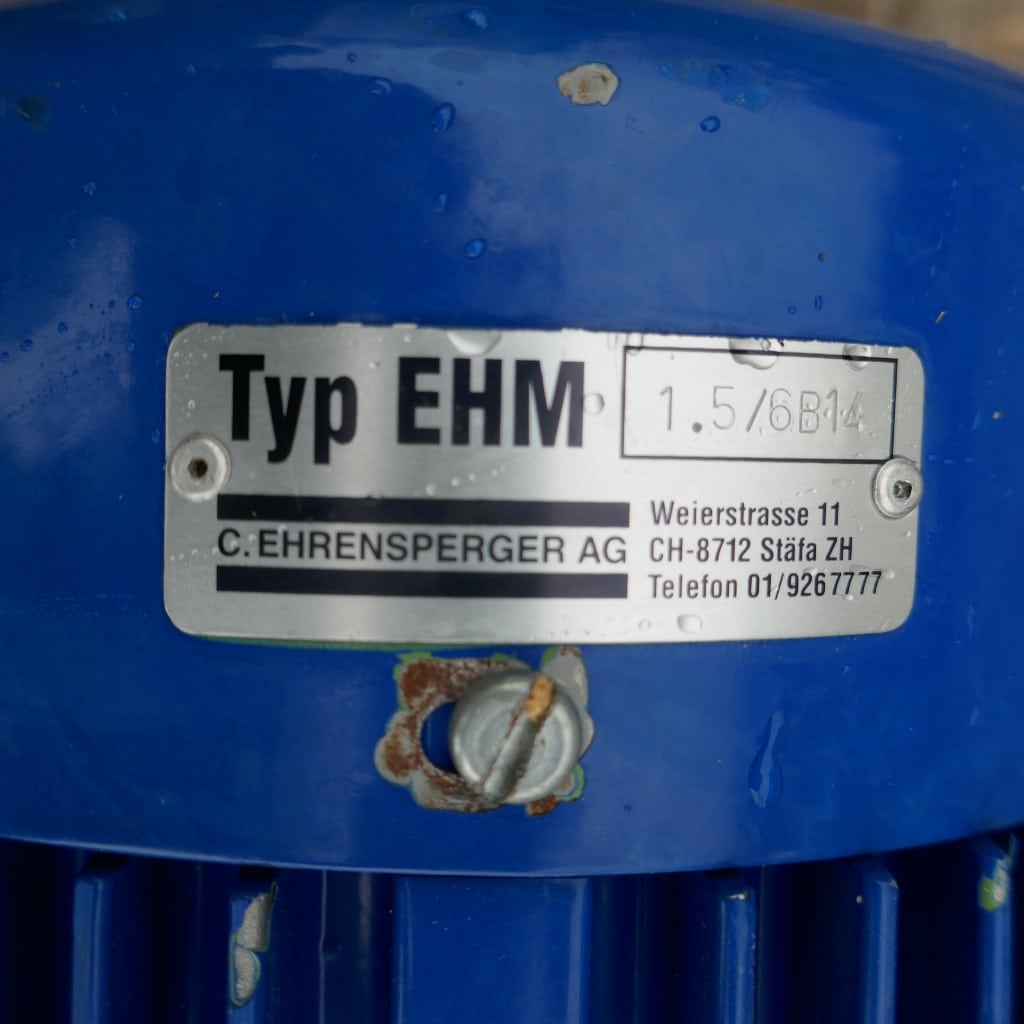 Typ EHM 1.5/6B14
C. EHRENSPERGER AG
Weierstrasse 11
CH-8712 Stäfa ZH
Telefon 01/9267777